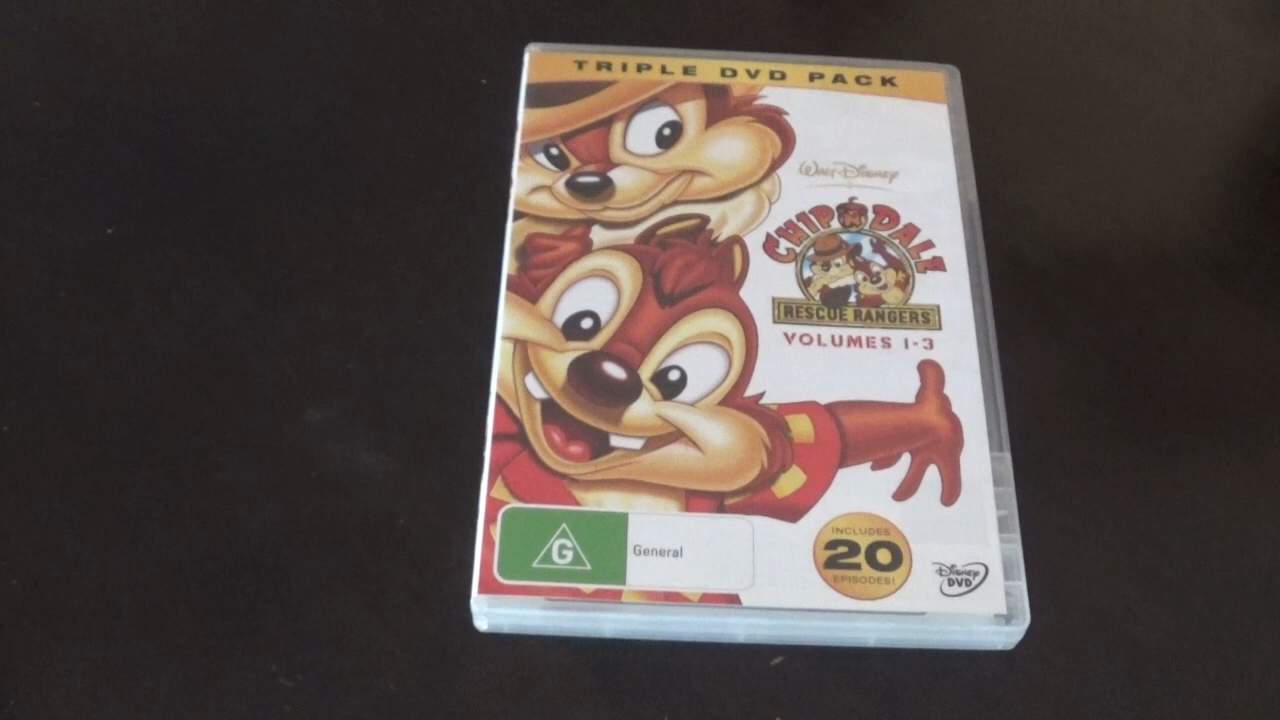 TRIPLE DVD PACK
WALT DISNEY
CHIP 'N DALE
RESCUE RANGERS
VOLUMES 1-3
G
General
INCLUDES
20
EPISODES!
DISNEY
DVD